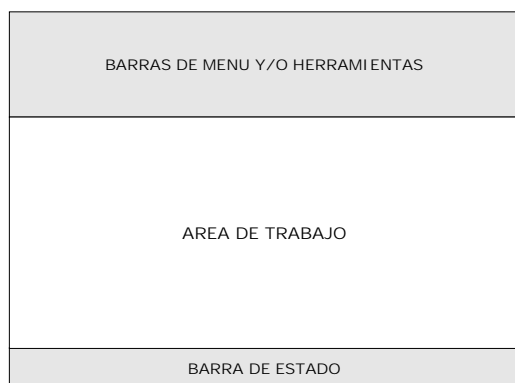 BARRAS DE MENU Y/O HERRAMIENTAS
AREA DE TRABAJO
BARRA DE ESTADO